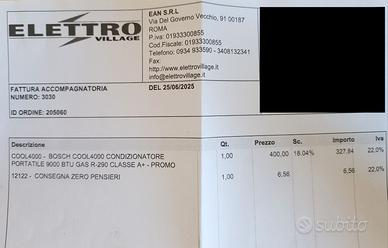 ELETTRO
VILLAGE
EAN S.R.L
Via Del Governo Vecchio, 91 00187
ROMA
P.iva: 01933300855
Cod.Fiscale: 01933300855
Telefono: 0934 933590 - 3408132341
Fax:
http://www.elettrovillage.it
info@elettrovillage.it
FATTURA ACCOMPAGNATORIA
NUMERO: 3030
DEL 25/06/2025
ID ORDINE: 205060
Descrizione Qt. Prezzo Sc. Importo Iva
COOL4000 - BOSCH COOL4000 CONDIZIONATORE 1,00 400,00 18.04% 327,84 22,0%
PORTATILE 9000 BTU GAS R-290 CLASSE A+ - PROMO
12122 - CONSEGNA ZERO PENSIERI 1,00 6,56 6,56 22,0%
subito